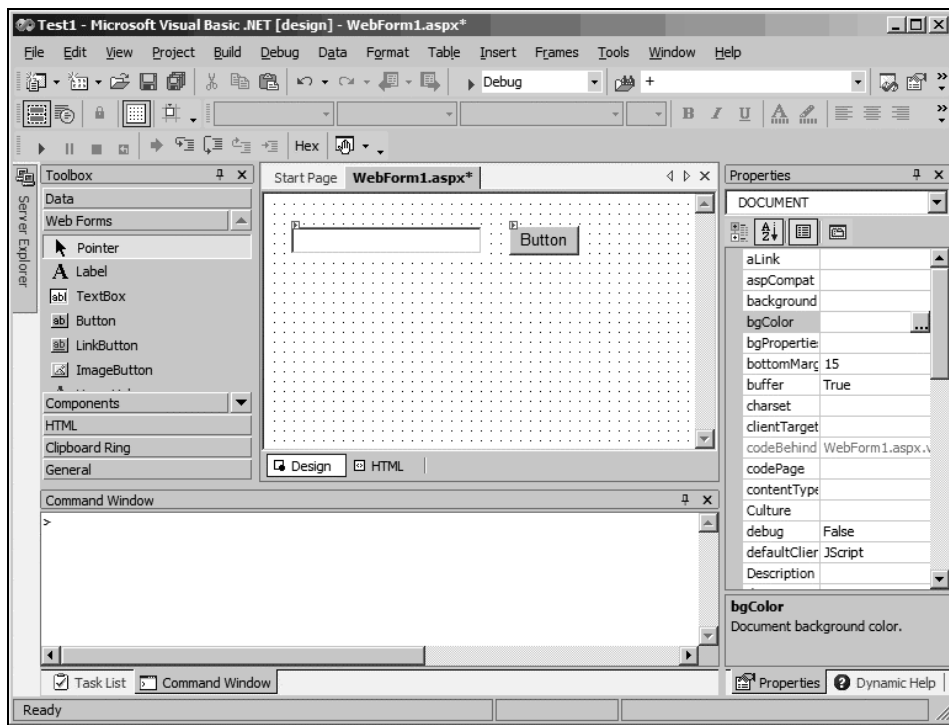 Test1 - Microsoft Visual Basic .NET [design] - WebForm1.aspx*
File Edit View Project Build Debug Data Format Table Insert Frames Tools Window Help
Debug +
B I U A
Hex
Server Explorer
Toolbox
Data
Web Forms
Pointer
A Label
abl TextBox
ab Button
ab LinkButton
ImageButton
Components
HTML
Clipboard Ring
General
Start Page WebForm1.aspx*
Button
Design HTML
Properties
DOCUMENT
aLink
aspCompat
background
bgColor ...
bgPropertie
bottomMarg 15
buffer True
charset
clientTarget
codeBehind WebForm1.aspx.v
codePage
contentType
Culture
debug False
defaultClier JScript
Description
bgColor
Document background color.
Command Window
>
Task List Command Window
Properties Dynamic Help
Ready